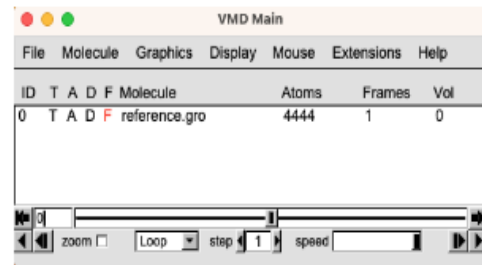 VMD Main
File Molecule Graphics Display Mouse Extensions Help
ID T A D F Molecule Atoms Frames Vol
0 T A D F reference.gro 4444 1 0
0
zoom Loop step 1 speed